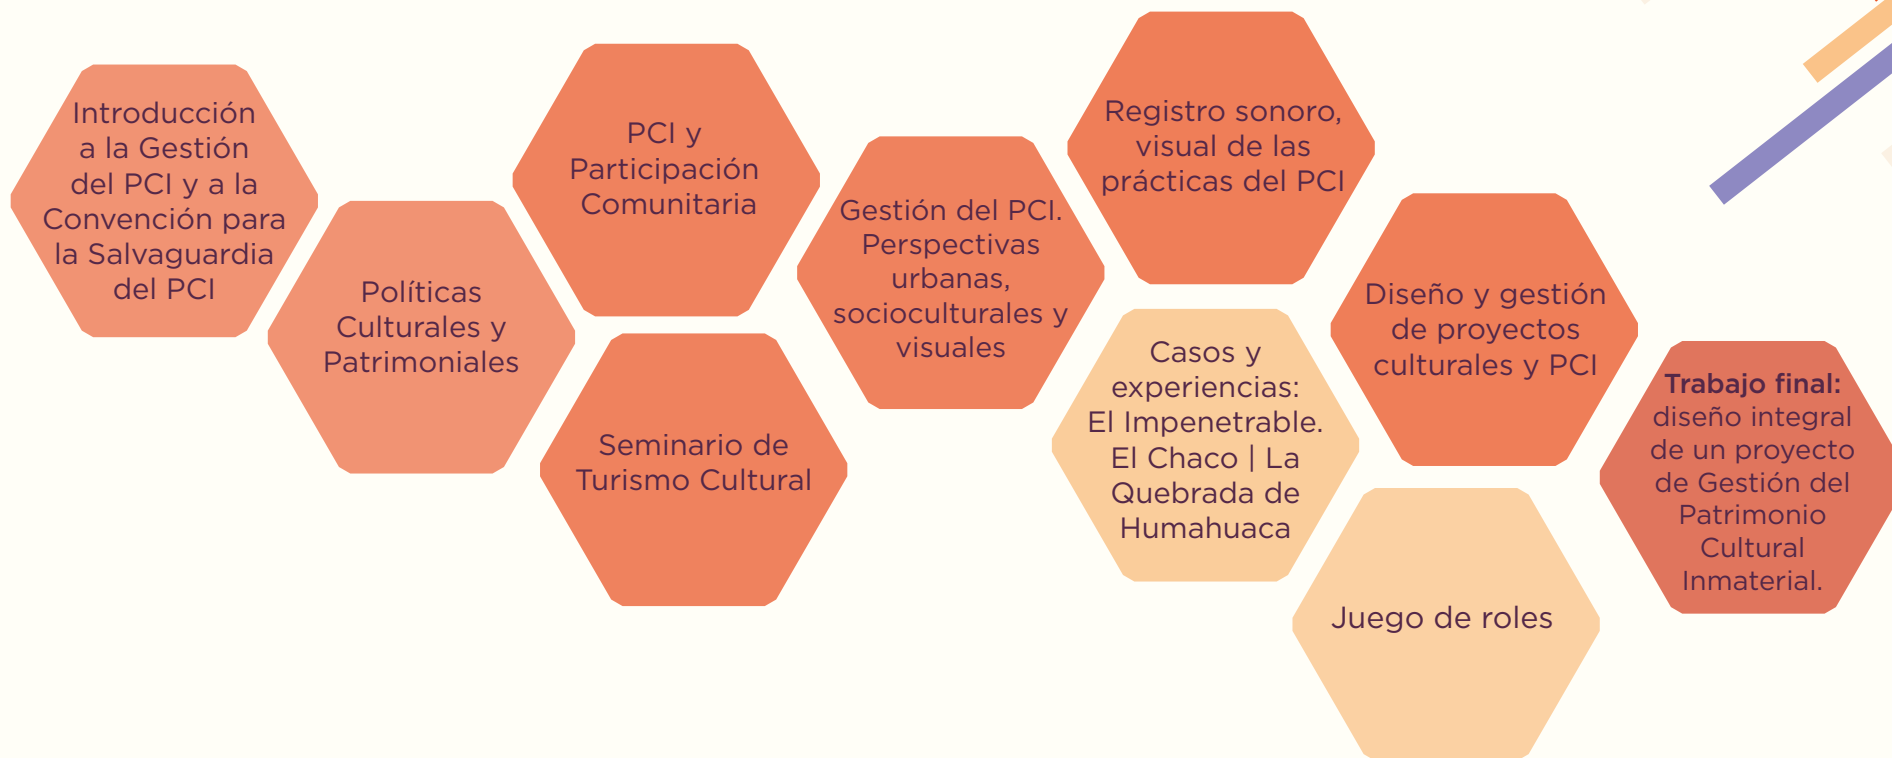 Introducción
a la Gestión
del PCI y a la
Convención para
la Salvaguardia
del PCI
Políticas
Culturales y
Patrimoniales
PCI y
Participación
Comunitaria
Seminario de
Turismo Cultural
Gestión del PCI.
Perspectivas
urbanas,
socioculturales y
visuales
Registro sonoro,
visual de las
prácticas del PCI
Casos y
experiencias:
El Impenetrable.
El Chaco | La
Quebrada de
Humahuaca
Diseño y gestión
de proyectos
culturales y PCI
Juego de roles
Trabajo final:
diseño integral
de un proyecto
de Gestión del
Patrimonio
Cultural
Inmaterial.